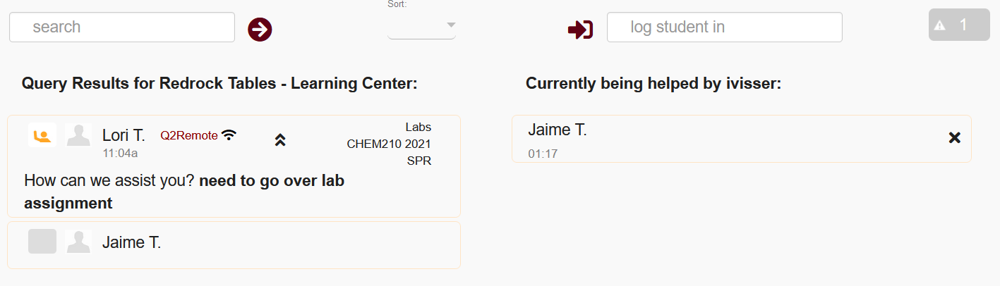 Sort:
search
log student in
1
Query Results for Redrock Tables - Learning Center:
Currently being helped by ivisser:
Lori T.
Q2Remote
11:04a
Labs
CHEM210 2021
SPR
How can we assist you? need to go over lab
assignment
Jaime T.
Jaime T.
01:17